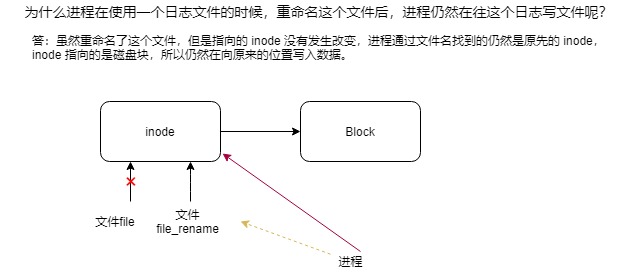 为什么进程在使用一个日志文件的时候，重命名这个文件后，进程仍然在往这个日志写文件呢？
答：虽然重命名了这个文件，但是指向的 inode 没有发生改变，进程通过文件名找到的仍然是原先的 inode，
inode 指向的是磁盘块，所以仍然在向原来的位置写入数据。
inode
Block
文件file
文件
file_rename
进程